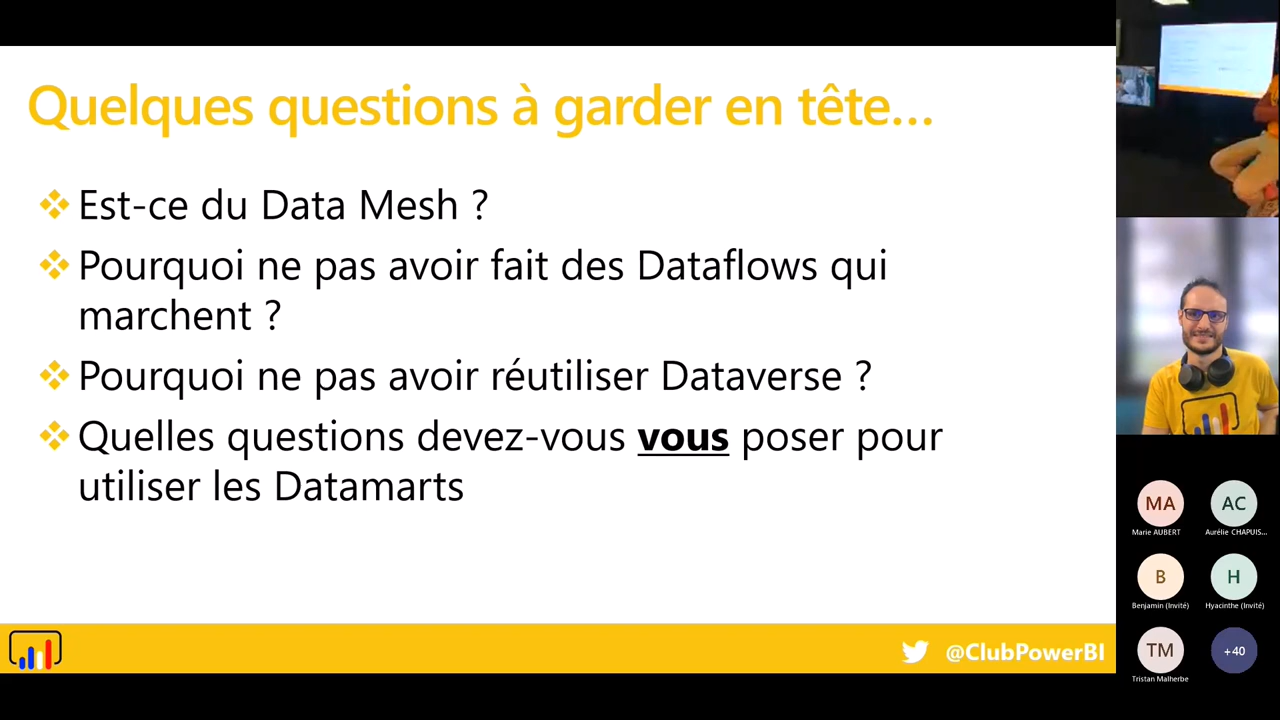 Quelques questions à garder en tête...
Est-ce du Data Mesh ?
Pourquoi ne pas avoir fait des Dataflows qui
marchent ?
Pourquoi ne pas avoir réutiliser Dataverse ?
Quelles questions devez-vous vous poser pour
utiliser les Datamarts
@ClubPowerBI
MA
AC
Marie AUBERT
Aurélie CHAPUIS...
B
H
Benjamin (Invité)
Hyacinthe (Invité)
TM
+40
Tristan Malherbe